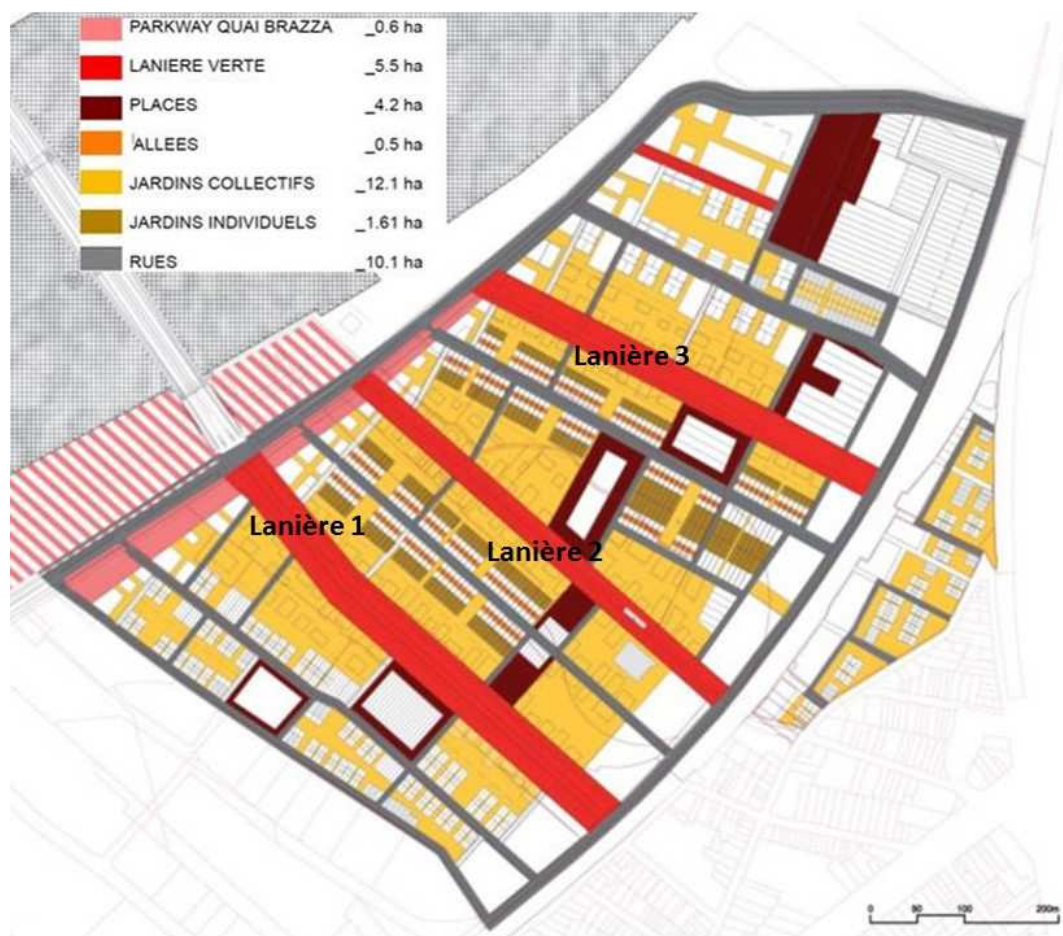 PARKWAY QUAI BRAZZA _0.6 ha
LANIERE VERTE _5.5 ha
PLACES _4.2 ha
ALLEES _0.5 ha
JARDINS COLLECTIFS _12.1 ha
JARDINS INDIVIDUELS _1.61 ha
RUES _10.1 ha
Lanière 3
Lanière 1
Lanière 2
0 50 100 200m